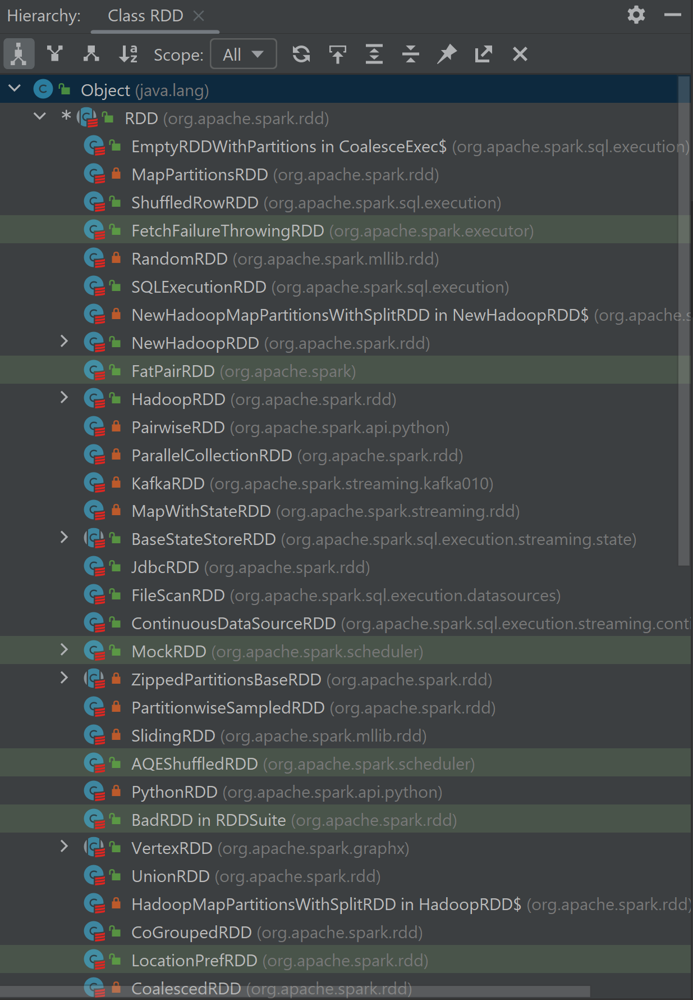 Hierarchy: Class RDD
Scope: All
Object (java.lang)
* RDD (org.apache.spark.rdd)
EmptyRDDWithPartitions in CoalesceExec$ (org.apache.spark.sql.execution)
MapPartitionsRDD (org.apache.spark.rdd)
ShuffledRowRDD (org.apache.spark.sql.execution)
FetchFailureThrowingRDD (org.apache.spark.executor)
RandomRDD (org.apache.spark.mllib.rdd)
SQLExecutionRDD (org.apache.spark.sql.execution)
NewHadoopMapPartitionsWithSplitRDD in NewHadoopRDD$ (org.apache.s
NewHadoopRDD (org.apache.spark.rdd)
FatPairRDD (org.apache.spark)
HadoopRDD (org.apache.spark.rdd)
PairwiseRDD (org.apache.spark.api.python)
ParallelCollectionRDD (org.apache.spark.rdd)
KafkaRDD (org.apache.spark.streaming.kafka010)
MapWithStateRDD (org.apache.spark.streaming.rdd)
BaseStateStoreRDD (org.apache.spark.sql.execution.streaming.state)
JdbcRDD (org.apache.spark.rdd)
FileScanRDD (org.apache.spark.sql.execution.datasources)
ContinuousDataSourceRDD (org.apache.spark.sql.execution.streaming.conti
MockRDD (org.apache.spark.scheduler)
ZippedPartitionsBaseRDD (org.apache.spark.rdd)
PartitionwiseSampledRDD (org.apache.spark.rdd)
SlidingRDD (org.apache.spark.mllib.rdd)
AQEShuffledRDD (org.apache.spark.scheduler)
PythonRDD (org.apache.spark.api.python)
BadRDD in RDDSuite (org.apache.spark.rdd)
VertexRDD (org.apache.spark.graphx)
UnionRDD (org.apache.spark.rdd)
HadoopMapPartitionsWithSplitRDD in HadoopRDD$ (org.apache.spark.rdd)
CoGroupedRDD (org.apache.spark.rdd)
LocationPrefRDD (org.apache.spark.rdd)
CoalescedRDD (org.apache.spark.rdd)